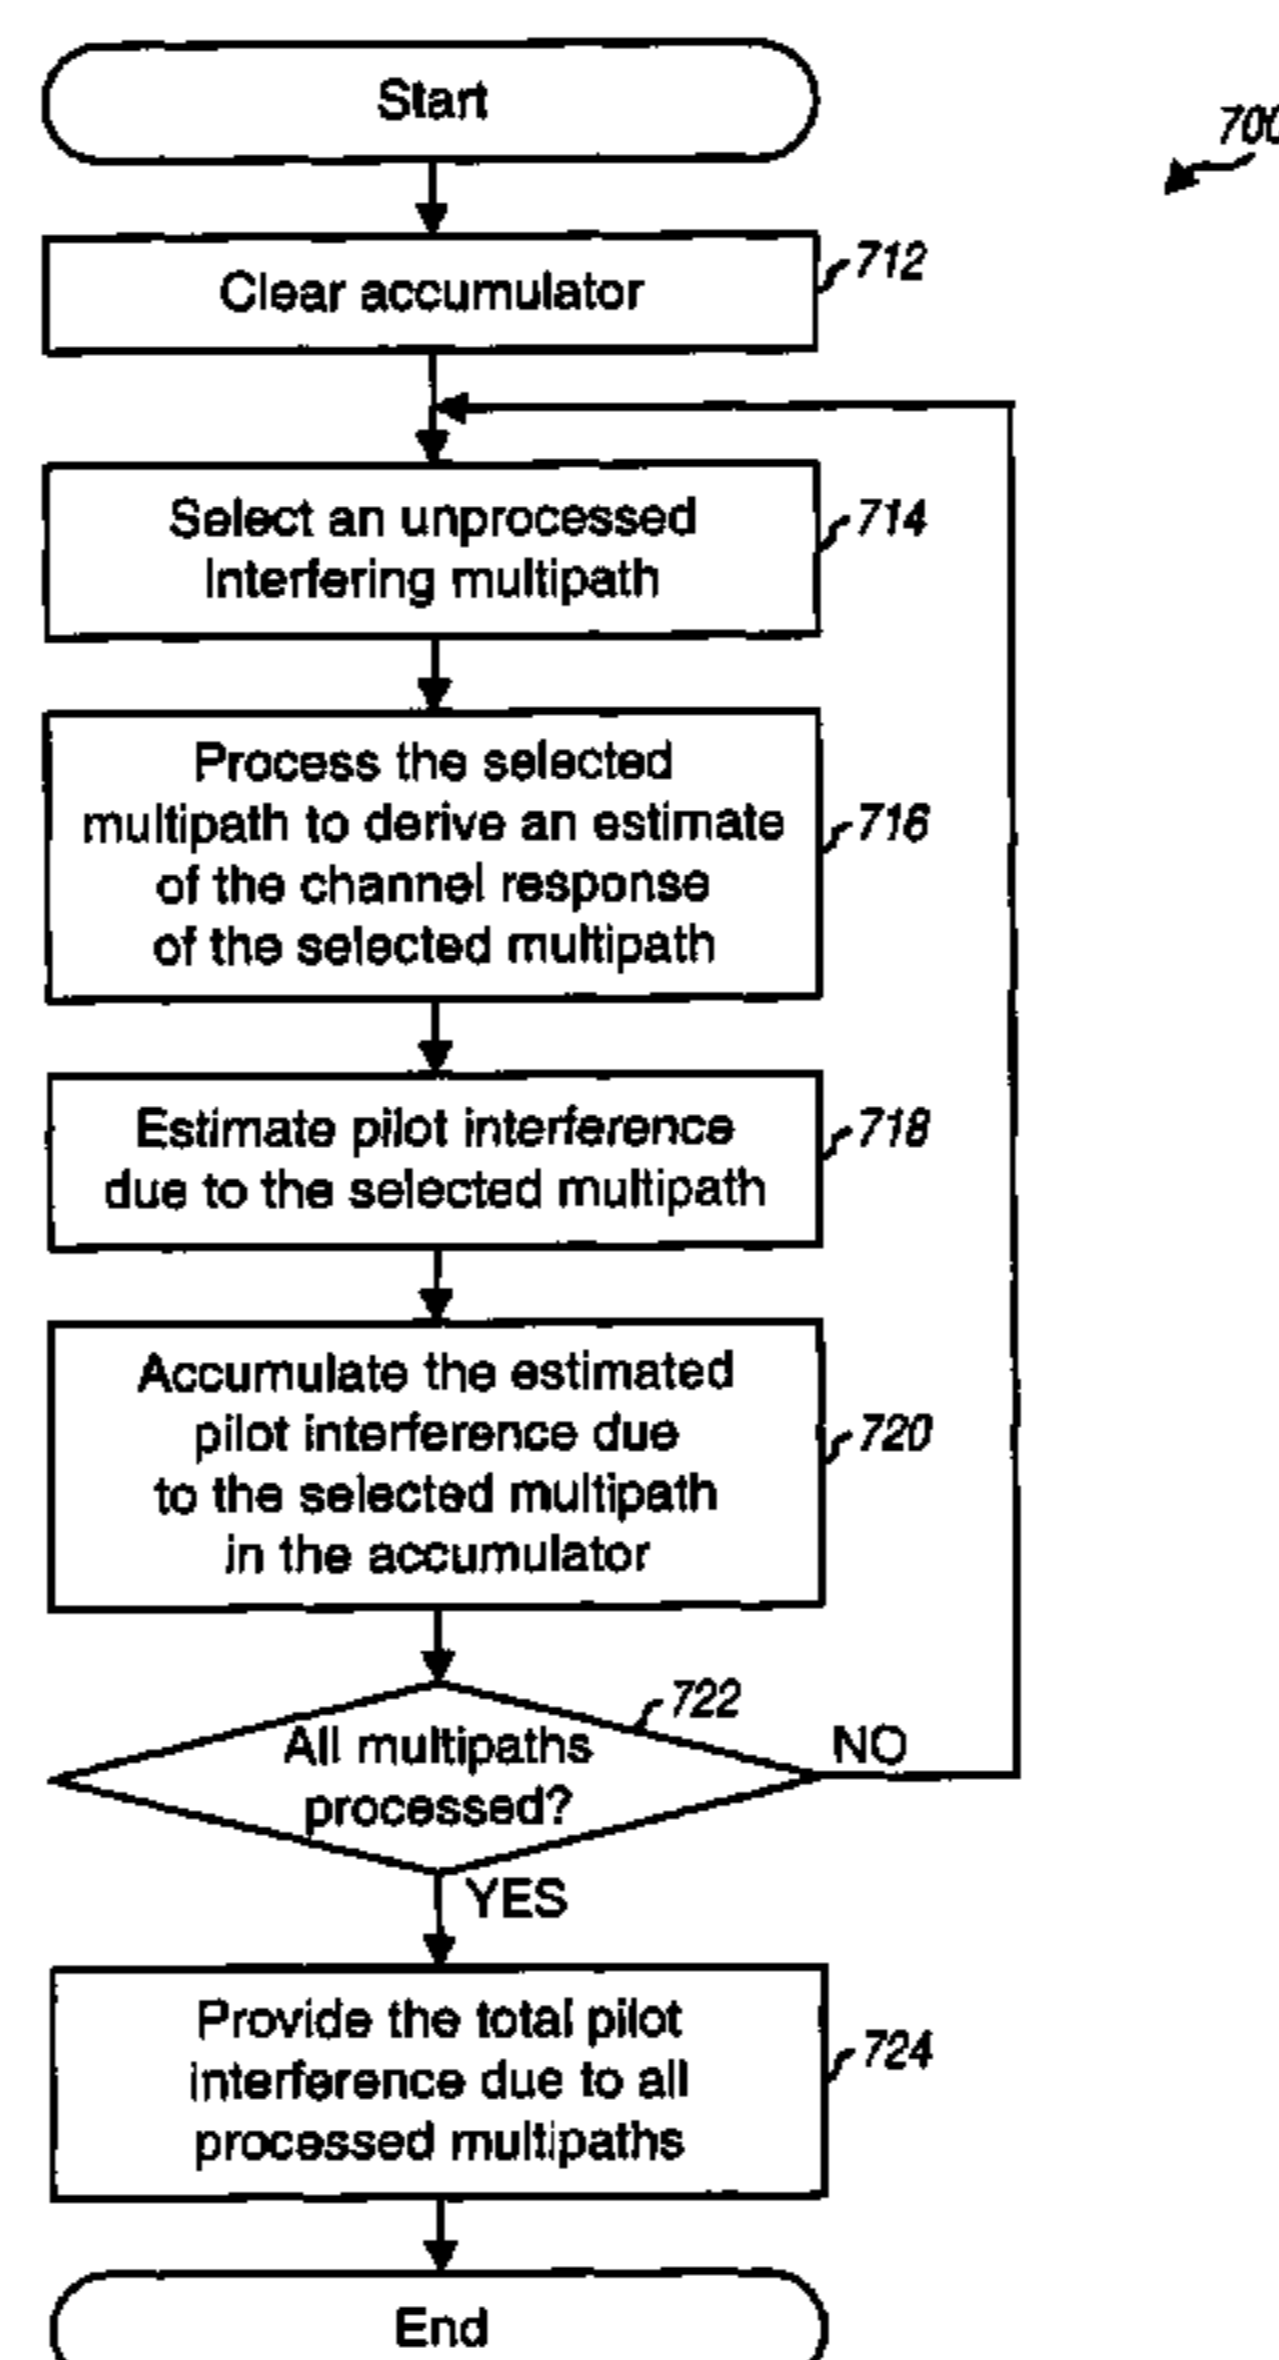 Start
700
Clear accumulator
712
Select an unprocessed
interfering multipath
714
Process the selected
multipath to derive an estimate
of the channel response
of the selected multipath
716
Estimate pilot interference
due to the selected multipath
718
Accumulate the estimated
pilot interference due
to the selected multipath
in the accumulator
720
722
All multipaths
processed?
NO
YES
Provide the total pilot
interference due to all
processed multipaths
724
End